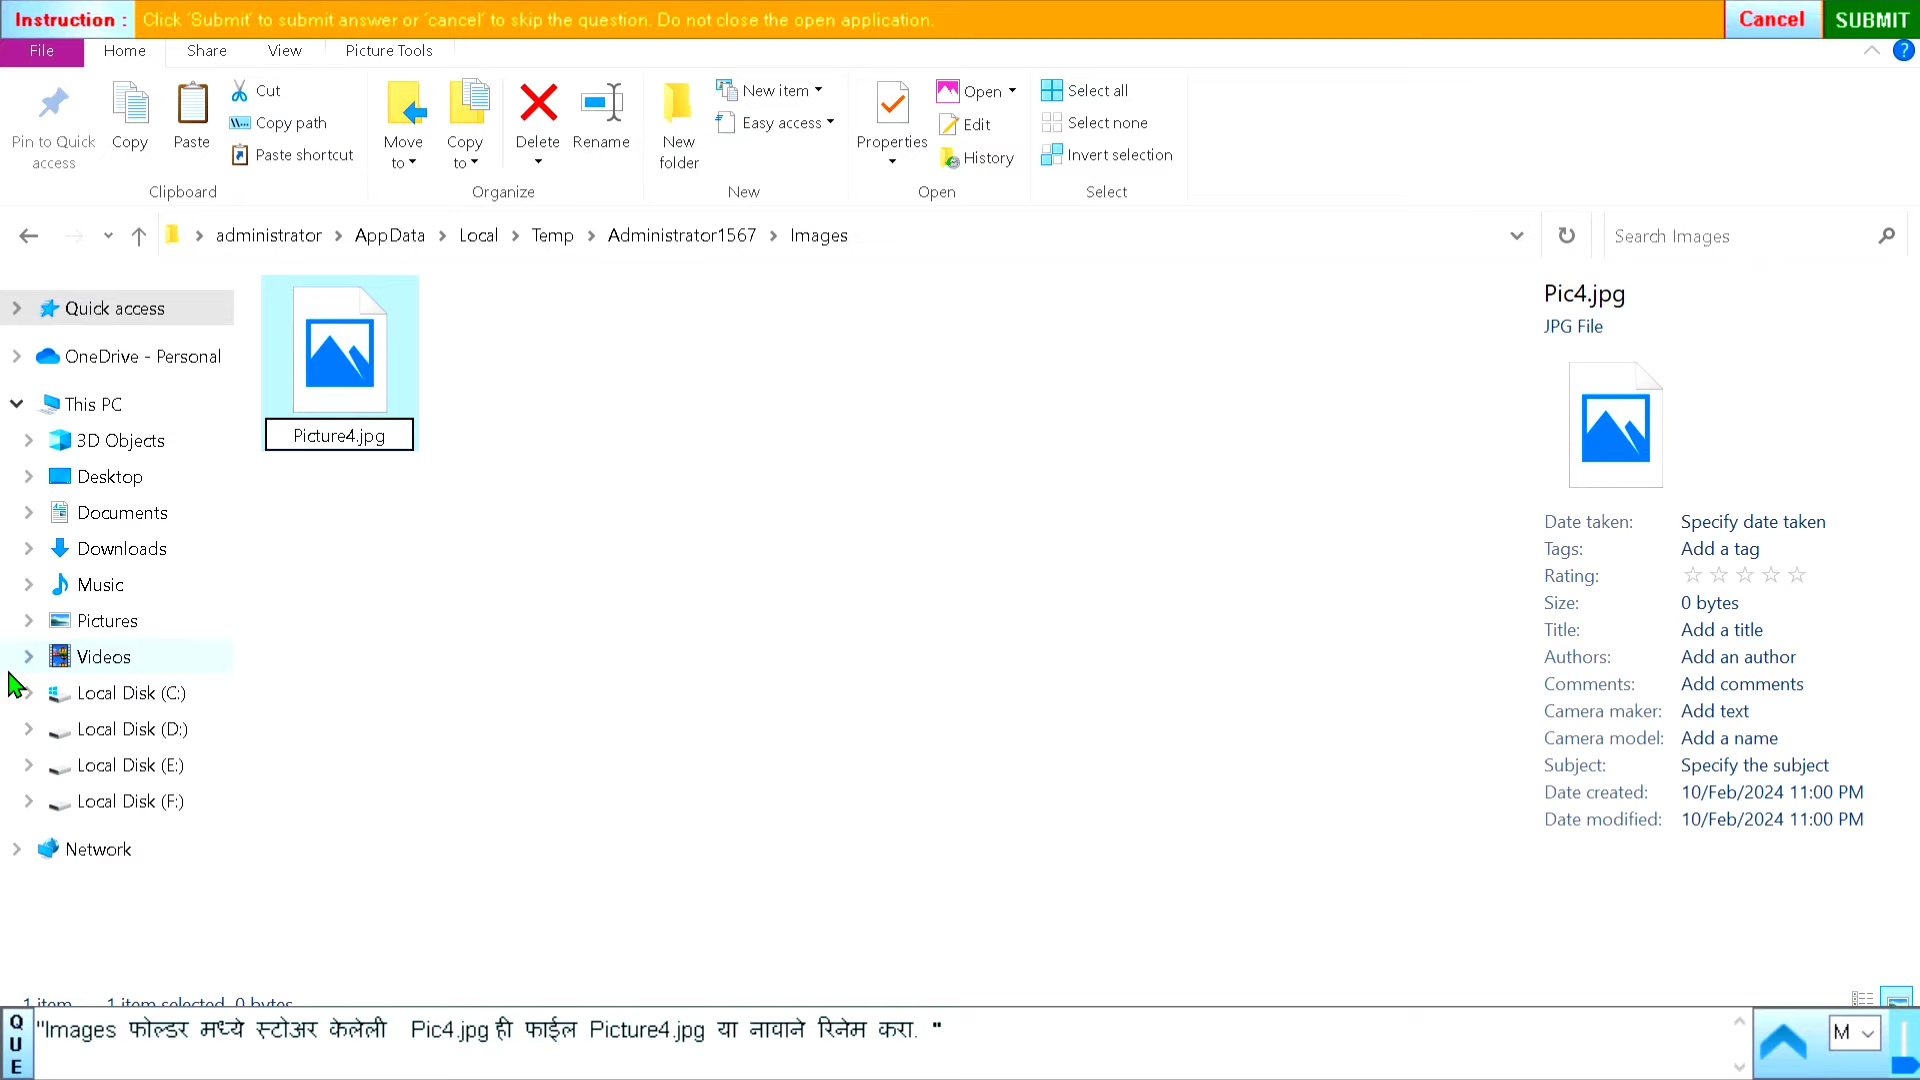 Instruction : Click 'Submit' to submit answer or 'cancel' to skip the question. Do not close the open application. Cancel SUBMIT
File Home Share View Picture Tools
Pin to Quick access
Copy
Paste
Cut
Copy path
Paste shortcut
Clipboard
Move to
Copy to
Delete
Rename
Organize
New folder
New item
Easy access
New
Properties
Open
Edit
History
Open
Select all
Select none
Invert selection
Select
administrator > AppData > Local > Temp > Administrator1567 > Images
Search Images
Quick access
OneDrive - Personal
This PC
3D Objects
Desktop
Documents
Downloads
Music
Pictures
Videos
Local Disk (C:)
Local Disk (D:)
Local Disk (E:)
Local Disk (F:)
Network
Picture4.jpg
Pic4.jpg
JPG File
Date taken: Specify date taken
Tags: Add a tag
Rating:
Size: 0 bytes
Title: Add a title
Authors: Add an author
Comments: Add comments
Camera maker: Add text
Camera model: Add a name
Subject: Specify the subject
Date created: 10/Feb/2024 11:00 PM
Date modified: 10/Feb/2024 11:00 PM
1 item 1 item selected 0 bytes
QUE
"Images फोल्डर मध्ये स्टोअर केलेली Pic4.jpg ही फाईल Picture4.jpg या नावाने रिनेम करा. "
M